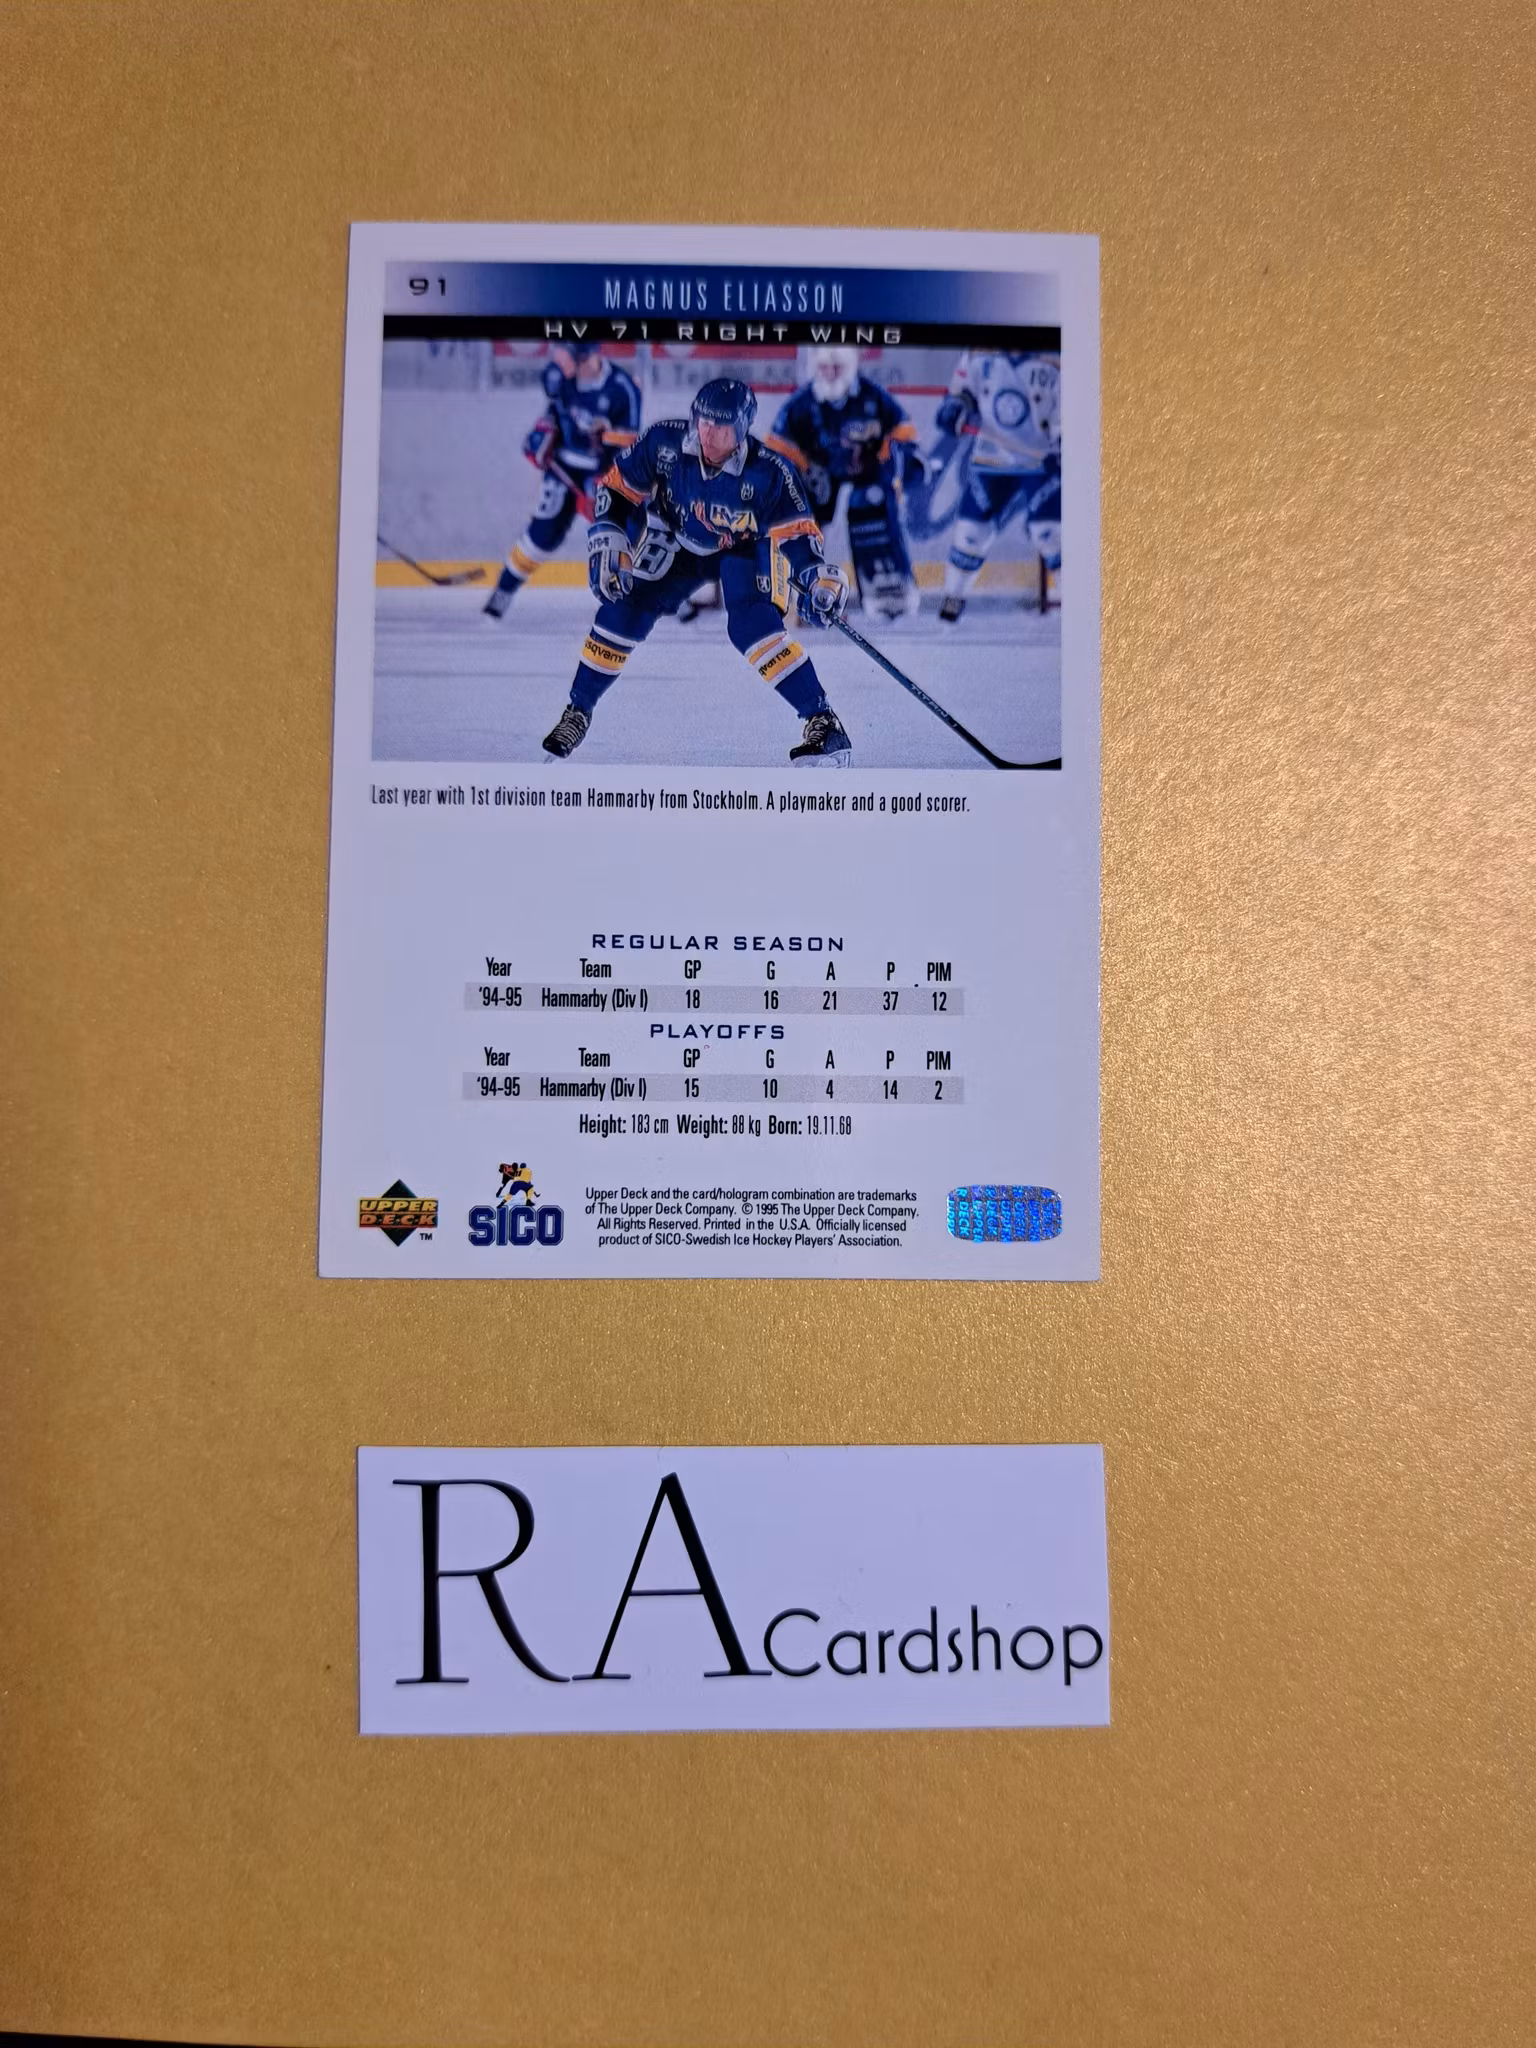 91
MAGNUS ELIASSON
HV 71 RIGHT WING
Husqvarna
HV71
TITAN
Last year with 1st division team Hammarby from Stockholm. A playmaker and a good scorer.
REGULAR SEASON
Year Team GP G A P PIM
'94-95 Hammarby (Div I) 18 16 21 37 12
PLAYOFFS
Year Team GP G A P PIM
'94-95 Hammarby (Div I) 15 10 4 14 2
Height: 183 cm Weight: 88 kg Born: 19.11.68
UPPER
DECK
TM
SICO
Upper Deck and the card/hologram combination are trademarks
of The Upper Deck Company. © 1995 The Upper Deck Company.
All Rights Reserved. Printed in the U.S.A. Officially licensed
product of SICO-Swedish Ice Hockey Players' Association.
RA Cardshop